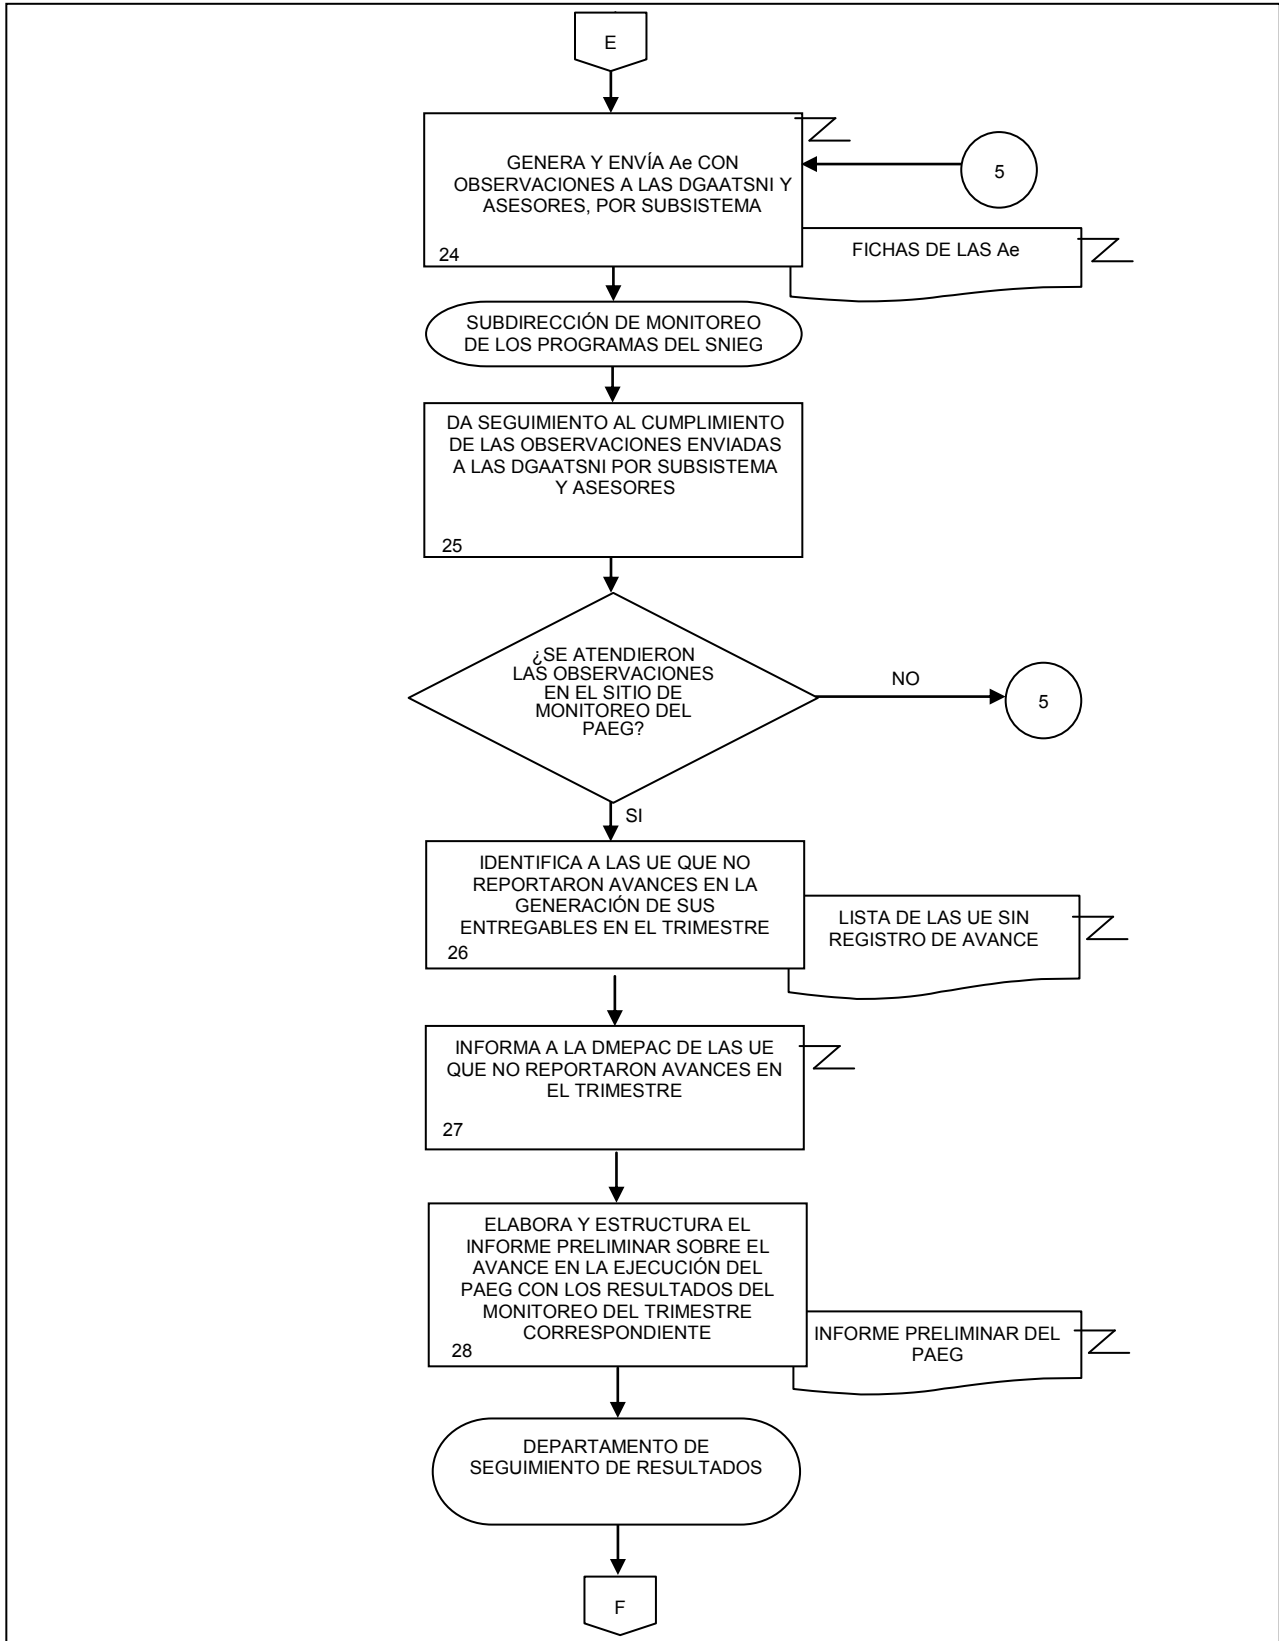 E
GENERA Y ENVÍA Ae CON
OBSERVACIONES A LAS DGAATSNI Y
ASESORES, POR SUBSISTEMA
24
5
FICHAS DE LAS Ae
SUBDIRECCIÓN DE MONITOREO
DE LOS PROGRAMAS DEL SNIEG
DA SEGUIMIENTO AL CUMPLIMIENTO
DE LAS OBSERVACIONES ENVIADAS
A LAS DGAATSNI POR SUBSISTEMA
Y ASESORES
25
¿SE ATENDIERON
LAS OBSERVACIONES
EN EL SITIO DE
MONITOREO DEL
PAEG?
NO
5
SI
IDENTIFICA A LAS UE QUE NO
REPORTARON AVANCES EN LA
GENERACIÓN DE SUS
ENTREGABLES EN EL TRIMESTRE
26
LISTA DE LAS UE SIN
REGISTRO DE AVANCE
INFORMA A LA DMEPAC DE LAS UE
QUE NO REPORTARON AVANCES EN
EL TRIMESTRE
27
ELABORA Y ESTRUCTURA EL
INFORME PRELIMINAR SOBRE EL
AVANCE EN LA EJECUCIÓN DEL
PAEG CON LOS RESULTADOS DEL
MONITOREO DEL TRIMESTRE
CORRESPONDIENTE
28
INFORME PRELIMINAR DEL
PAEG
DEPARTAMENTO DE
SEGUIMIENTO DE RESULTADOS
F